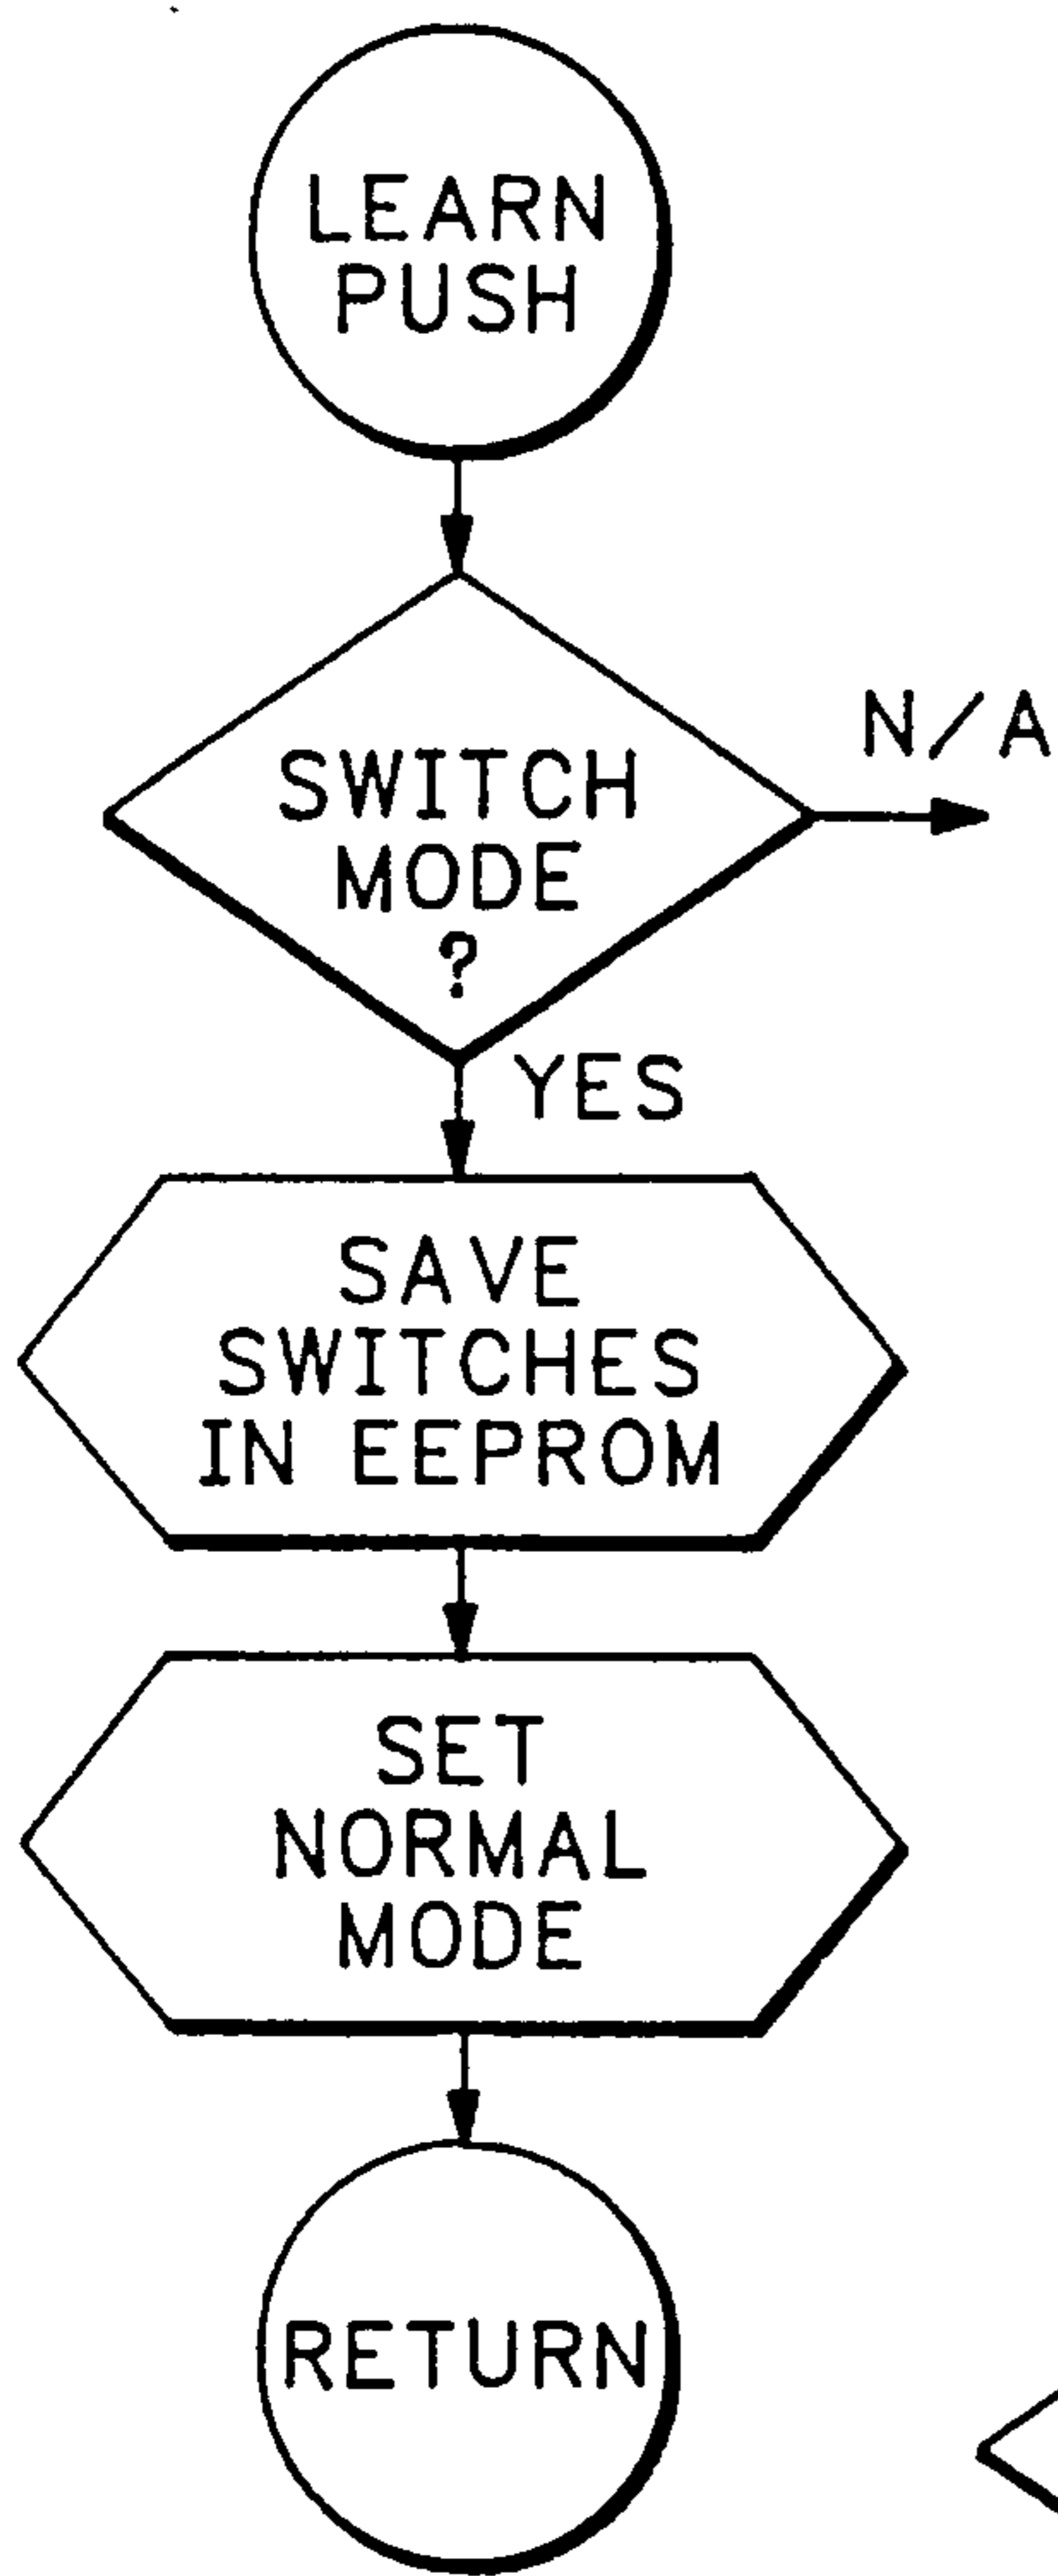 LEARN
PUSH
SWITCH
MODE
?
N/A
YES
SAVE
SWITCHES
IN EEPROM
SET
NORMAL
MODE
RETURN